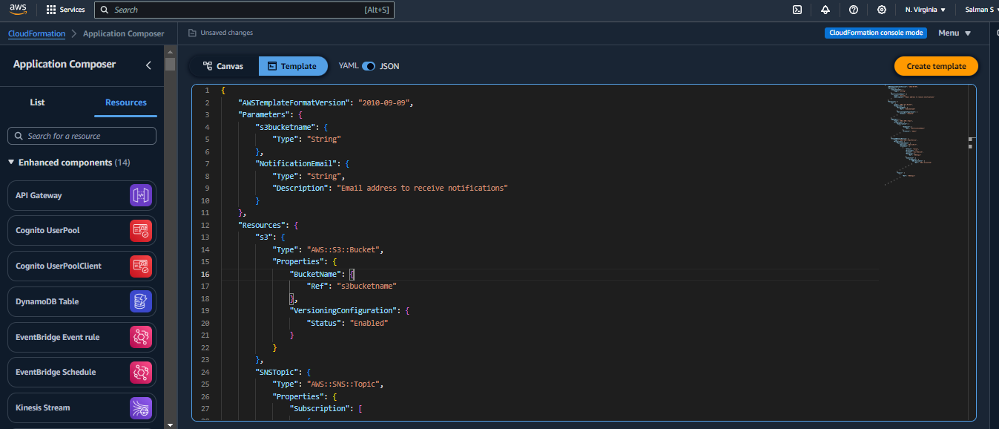 aws
Services
Search
[Alt+S]
N. Virginia
Salman S
CloudFormation
Application Composer
Unsaved changes
CloudFormation console mode
Menu
Application Composer
Canvas
Template
YAML
JSON
Create template
List
Resources
Search for a resource
Enhanced components (14)
API Gateway
Cognito UserPool
Cognito UserPoolClient
DynamoDB Table
EventBridge Event rule
EventBridge Schedule
Kinesis Stream
1 {
2 "AWSTemplateFormatVersion": "2010-09-09",
3 "Parameters": {
4 "s3bucketname": {
5 "Type": "String"
6 },
7 "NotificationEmail": {
8 "Type": "String",
9 "Description": "Email address to receive notifications"
10 }
11 },
12 "Resources": {
13 "s3": {
14 "Type": "AWS::S3::Bucket",
15 "Properties": {
16 "BucketName": {
17 "Ref": "s3bucketname"
18 },
19 "VersioningConfiguration": {
20 "Status": "Enabled"
21 }
22 }
23 },
24 "SNSTopic": {
25 "Type": "AWS::SNS::Topic",
26 "Properties": {
27 "Subscription": [